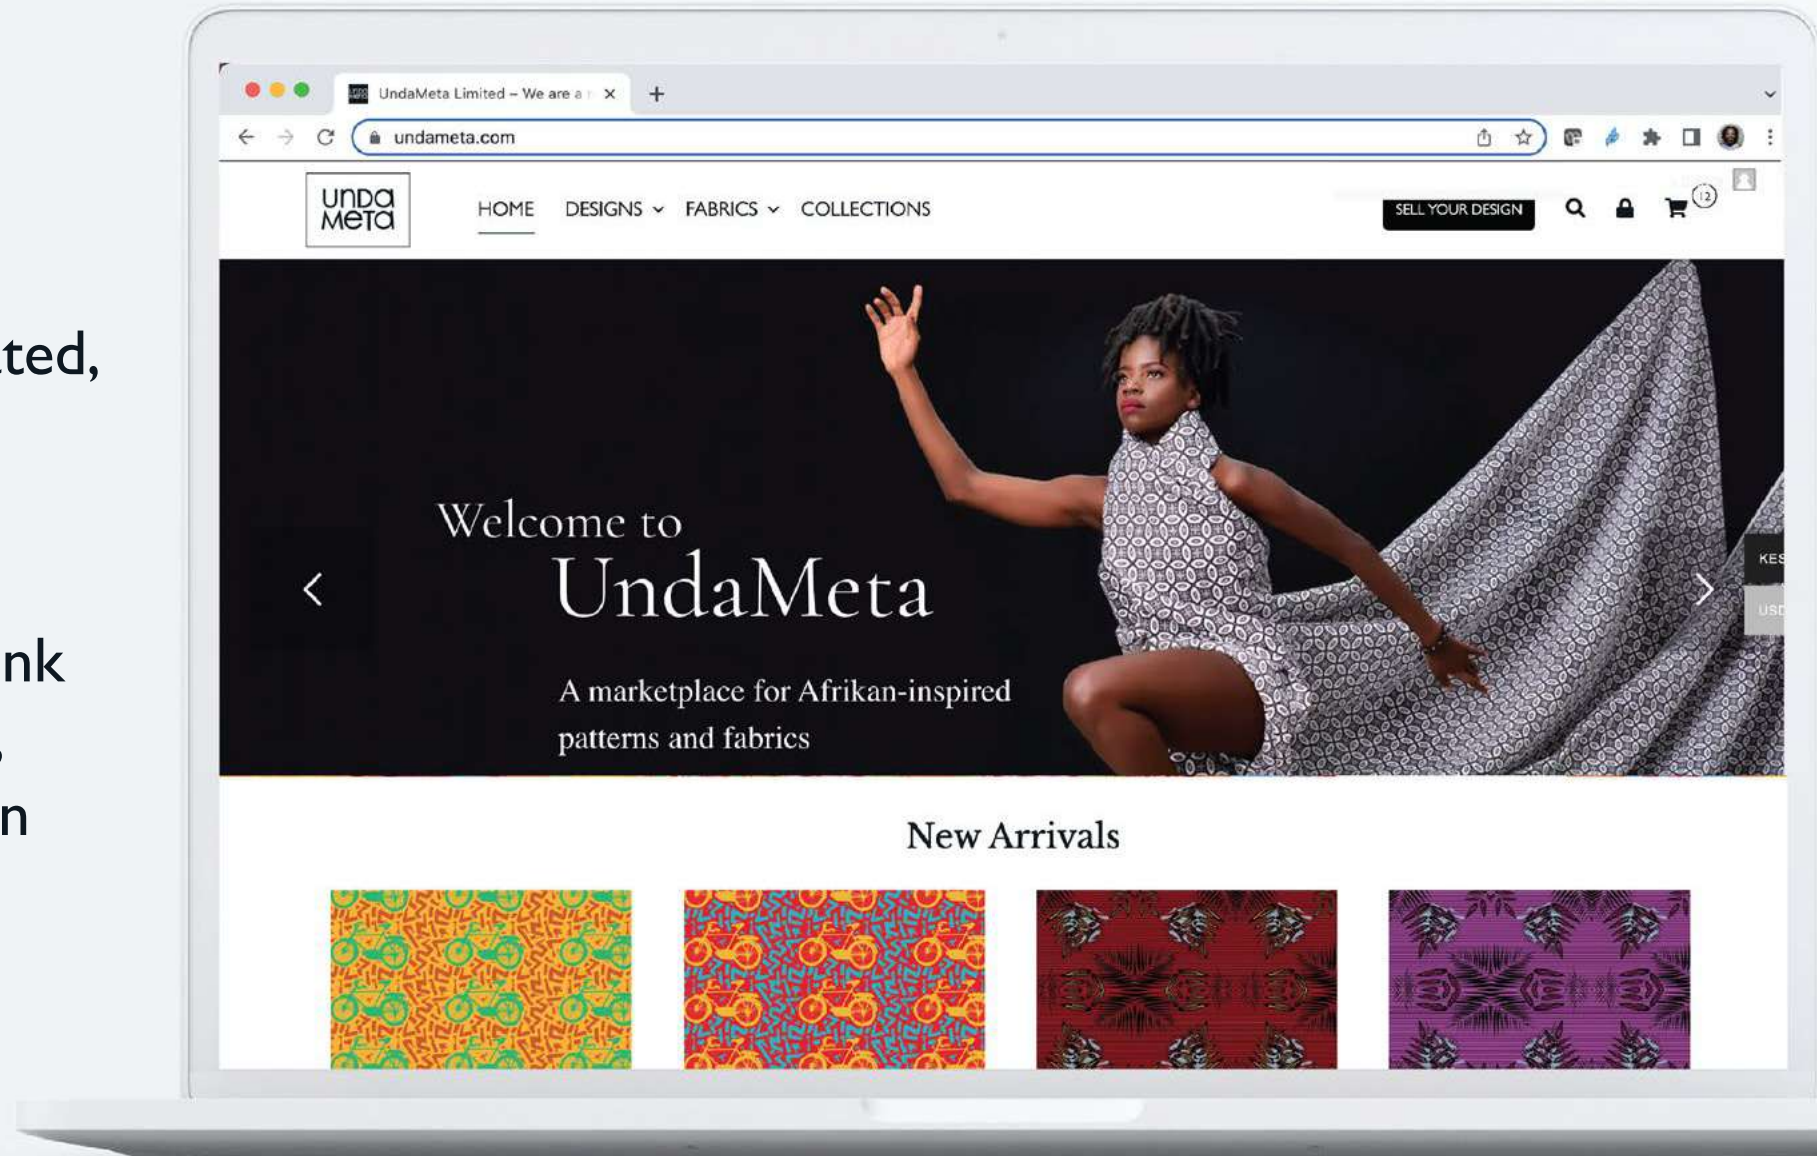 ted,
nk
,
n
UndaMeta Limited – We are a
undameta.com
UNDA
META
HOME DESIGNS FABRICS COLLECTIONS
SELL YOUR DESIGN
12
Welcome to
UndaMeta
KES
USD
A marketplace for Afrikan-inspired
patterns and fabrics
New Arrivals